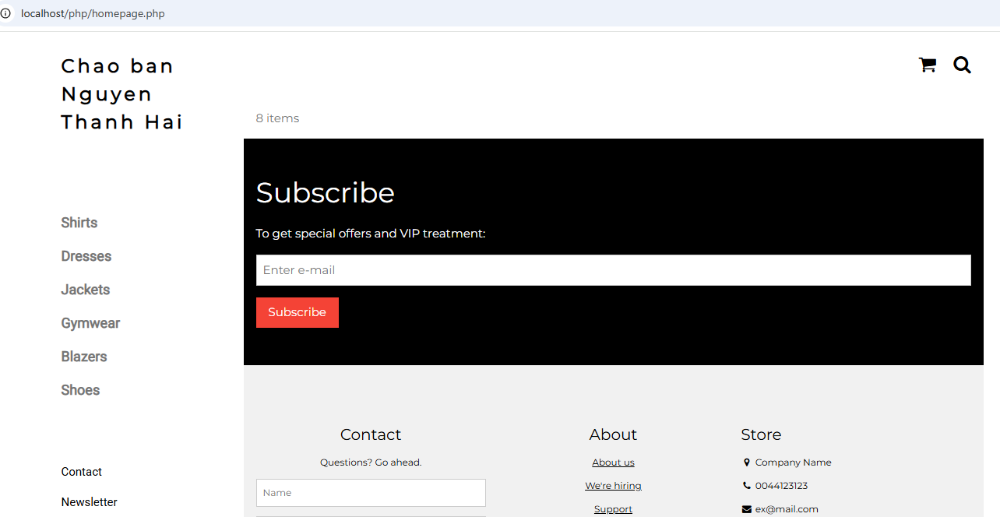 localhost/php/homepage.php
Chao ban
Nguyen
Thanh Hai
8 items
Shirts
Dresses
Jackets
Gymwear
Blazers
Shoes
Contact
Newsletter
Subscribe
To get special offers and VIP treatment:
Enter e-mail
Subscribe
Contact
Questions? Go ahead.
Name
About
About us
We're hiring
Support
Store
Company Name
0044123123
ex@mail.com